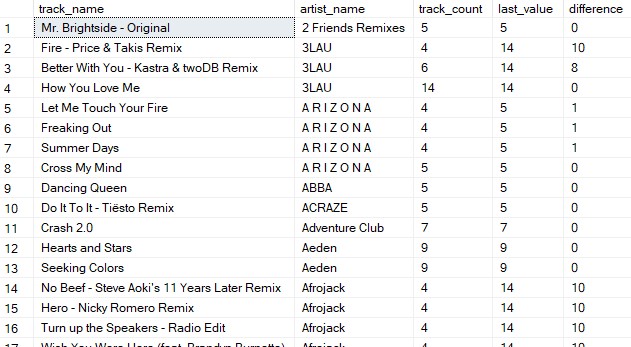 track_name artist_name track_count last_value difference
1 Mr. Brightside - Original 2 Friends Remixes 5 5 0
2 Fire - Price & Takis Remix 3LAU 4 14 10
3 Better With You - Kastra & twoDB Remix 3LAU 6 14 8
4 How You Love Me 3LAU 14 14 0
5 Let Me Touch Your Fire A R I Z O N A 4 5 1
6 Freaking Out A R I Z O N A 4 5 1
7 Summer Days A R I Z O N A 4 5 1
8 Cross My Mind A R I Z O N A 5 5 0
9 Dancing Queen ABBA 5 5 0
10 Do It To It - Tiësto Remix ACRAZE 5 5 0
11 Crash 2.0 Adventure Club 7 7 0
12 Hearts and Stars Aeden 9 9 0
13 Seeking Colors Aeden 9 9 0
14 No Beef - Steve Aoki's 11 Years Later Remix Afrojack 4 14 10
15 Hero - Nicky Romero Remix Afrojack 4 14 10
16 Turn up the Speakers - Radio Edit Afrojack 4 14 10